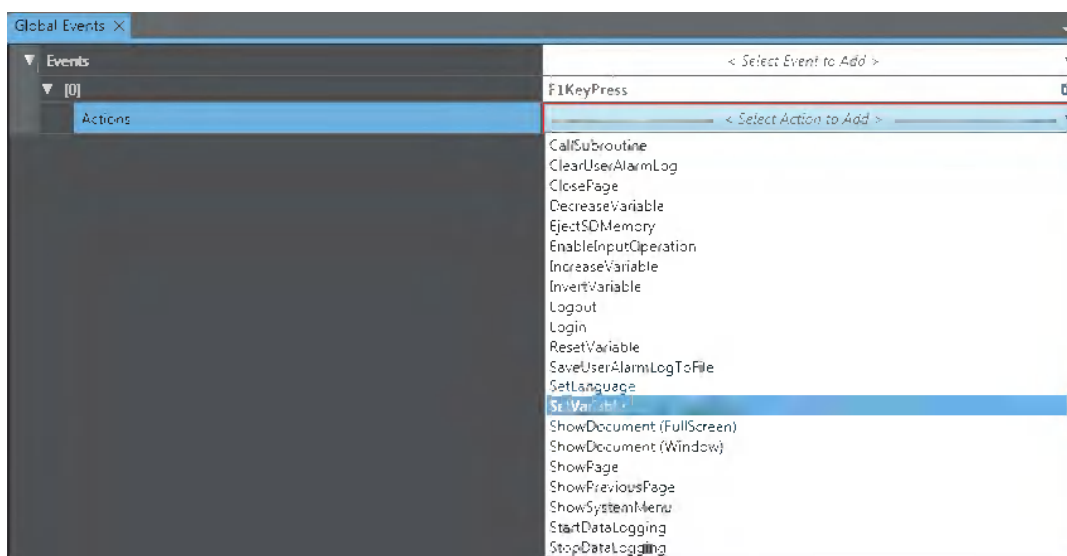 Global Events ×
Events < Select Event to Add >
[0] F1KeyPress
Actions < Select Action to Add >
CallSubroutine
ClearUserAlarmLog
ClosePage
DecreaseVariable
EjectSDMemory
EnableInputOperation
IncreaseVariable
InvertVariable
Logout
Login
ResetVariable
SaveUserAlarmLogToFile
SetLanguage
SetVariable
ShowDocument (FullScreen)
ShowDocument (Window)
ShowPage
ShowPreviousPage
ShowSystemMenu
StartDataLogging
StopDataLogging